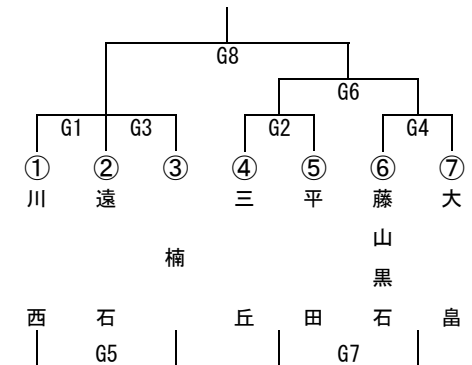 G8
G6
G1 G3 G2 G4
① ② ③ ④ ⑤ ⑥ ⑦
川西
遠石
楠
三丘
平田
藤山黒石
大畠
G5 G7